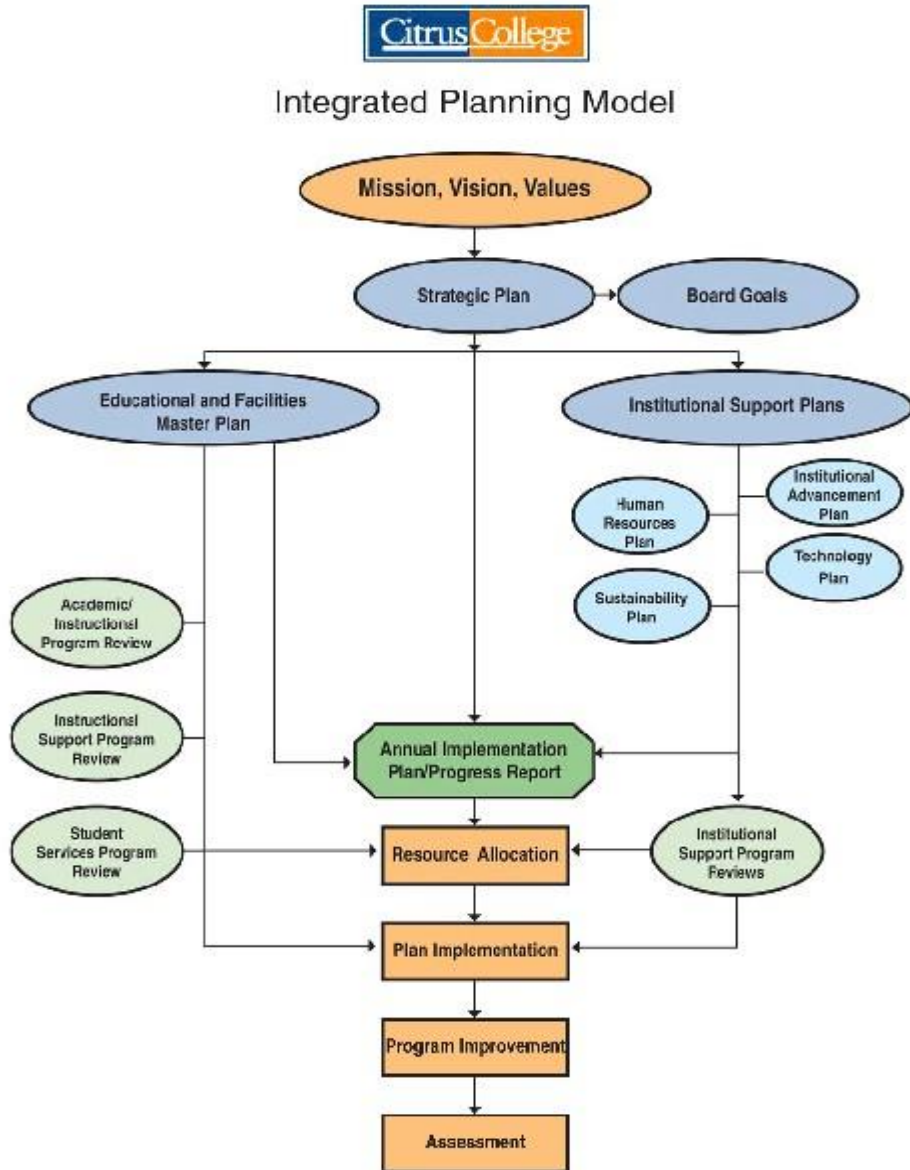 Citrus College
Integrated Planning Model
Mission, Vision, Values
Strategic Plan
Board Goals
Educational and Facilities
Master Plan
Institutional Support Plans
Institutional
Advancement
Plan
Human
Resources
Plan
Technology
Plan
Sustainability
Plan
Academic/
Instructional
Program Review
Instructional
Support Program
Review
Annual Implementation
Plan/Progress Report
Student
Services Program
Review
Resource Allocation
Institutional
Support Program
Reviews
Plan Implementation
Program Improvement
Assessment